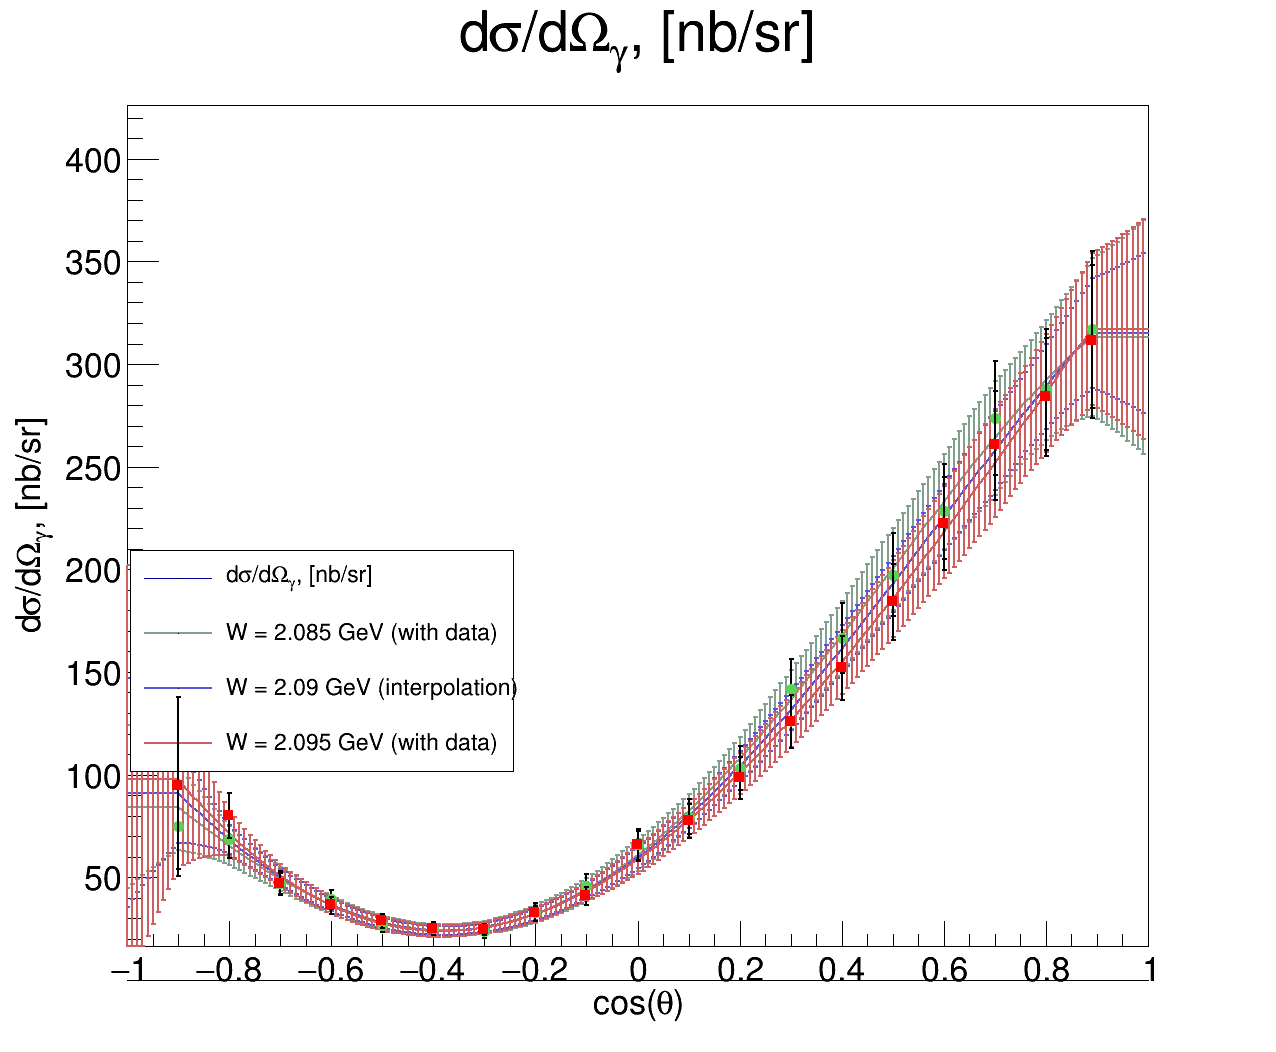 dσ/dΩγ, [nb/sr]
dσ/dΩγ, [nb/sr]
400
350
300
250
200
150
100
50
dσ/dΩγ, [nb/sr]
W = 2.085 GeV (with data)
W = 2.09 GeV (interpolation)
W = 2.095 GeV (with data)
−1 −0.8 −0.6 −0.4 −0.2 0 0.2 0.4 0.6 0.8 1
cos(θ)